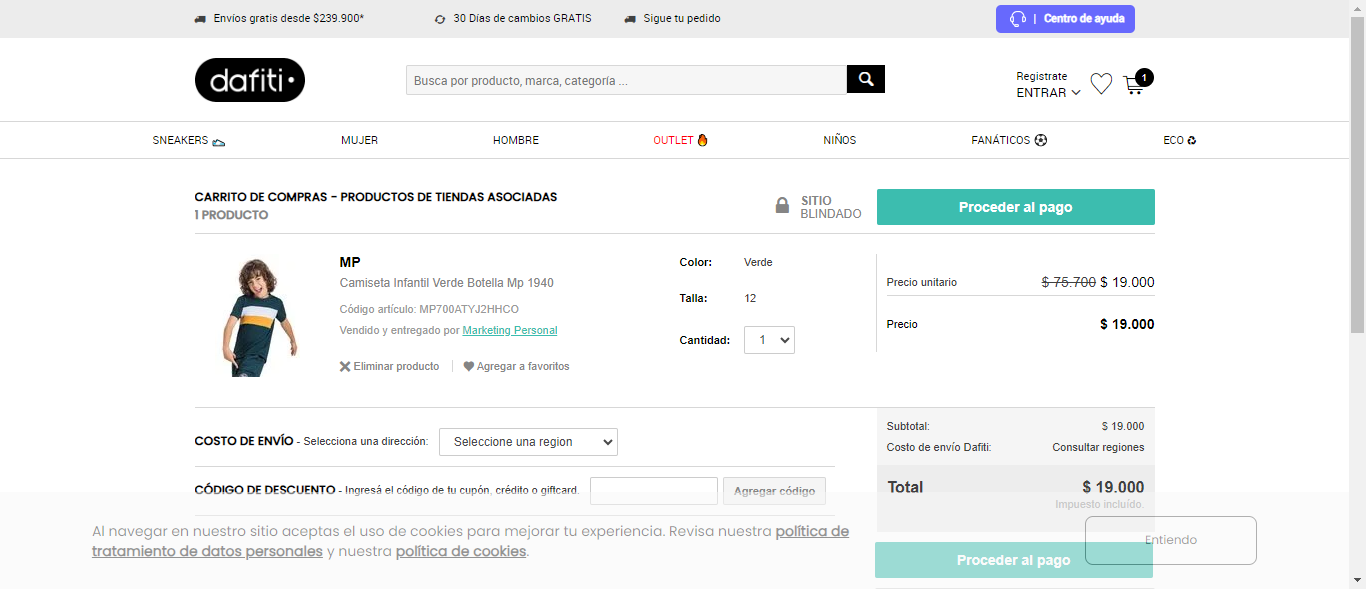 Envíos gratis desde $239.900*
30 Días de cambios GRATIS
Sigue tu pedido
| Centro de ayuda
dafiti
Busca por producto, marca, categoría ...
Registrate
ENTRAR
1
SNEAKERS
MUJER
HOMBRE
OUTLET
NIÑOS
FANÁTICOS
ECO
CARRITO DE COMPRAS - PRODUCTOS DE TIENDAS ASOCIADAS
1 PRODUCTO
SITIO
BLINDADO
Proceder al pago
MP
Camiseta Infantil Verde Botella Mp 1940
Código artículo: MP700ATYJ2HHCO
Vendido y entregado por Marketing Personal
Eliminar producto
Agregar a favoritos
Color: Verde
Talla: 12
Cantidad: 1
Precio unitario $ 75.700 $ 19.000
Precio $ 19.000
COSTO DE ENVÍO - Selecciona una dirección: Seleccione una region
CÓDIGO DE DESCUENTO - Ingresá el código de tu cupón, crédito o giftcard. Agregar código
Subtotal: $ 19.000
Costo de envío Dafiti: Consultar regiones
Total $ 19.000
Impuesto incluído.
Proceder al pago
Al navegar en nuestro sitio aceptas el uso de cookies para mejorar tu experiencia. Revisa nuestra política de
tratamiento de datos personales y nuestra política de cookies.
Entiendo